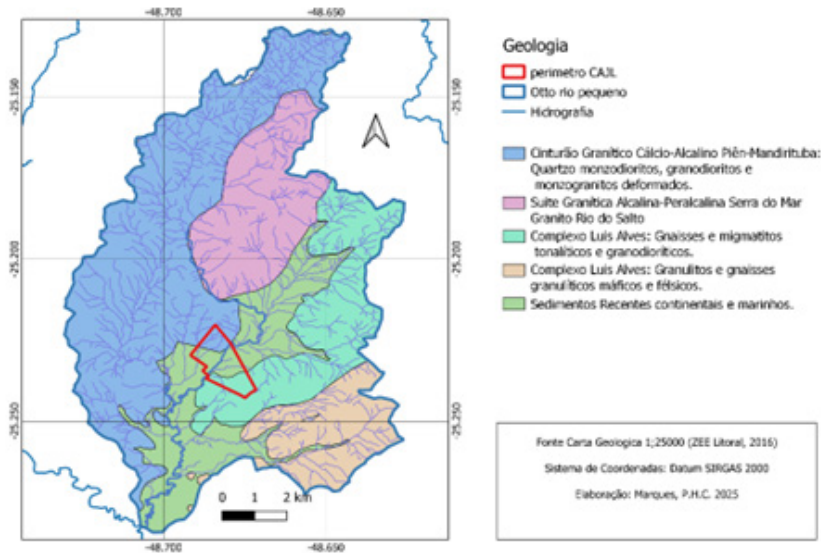 -48.700
-48.650
-25.150
-25.150
-25.200
-25.200
-25.250
-25.250
0 1 2 km
-48.700
-48.650
Geologia
perimetro CAJL
Otto rio pequeno
Hidrografia
Cinturão Granítico Cálcio-Alcalino Piên-Mandirituba:
Quartzo monzodioritos, granodioritos e
monzogranitos deformados.
Suite Granítica Alcalina-Peralcalina Serra do Mar
Granito Rio do Salto
Complexo Luis Alves: Gnaisses e migmatitos
tonalíticos e granodioríticos.
Complexo Luis Alves: Granulitos e gnaisses
granulíticos máficos e félsicos.
Sedimentos Recentes continentais e marinhos.
Fonte Carta Geologica 1;25000 (ZEE Litoral, 2016)
Sistema de Coordenadas: Datum SIRGAS 2000
Elaboração: Marques, P.H.C. 2025